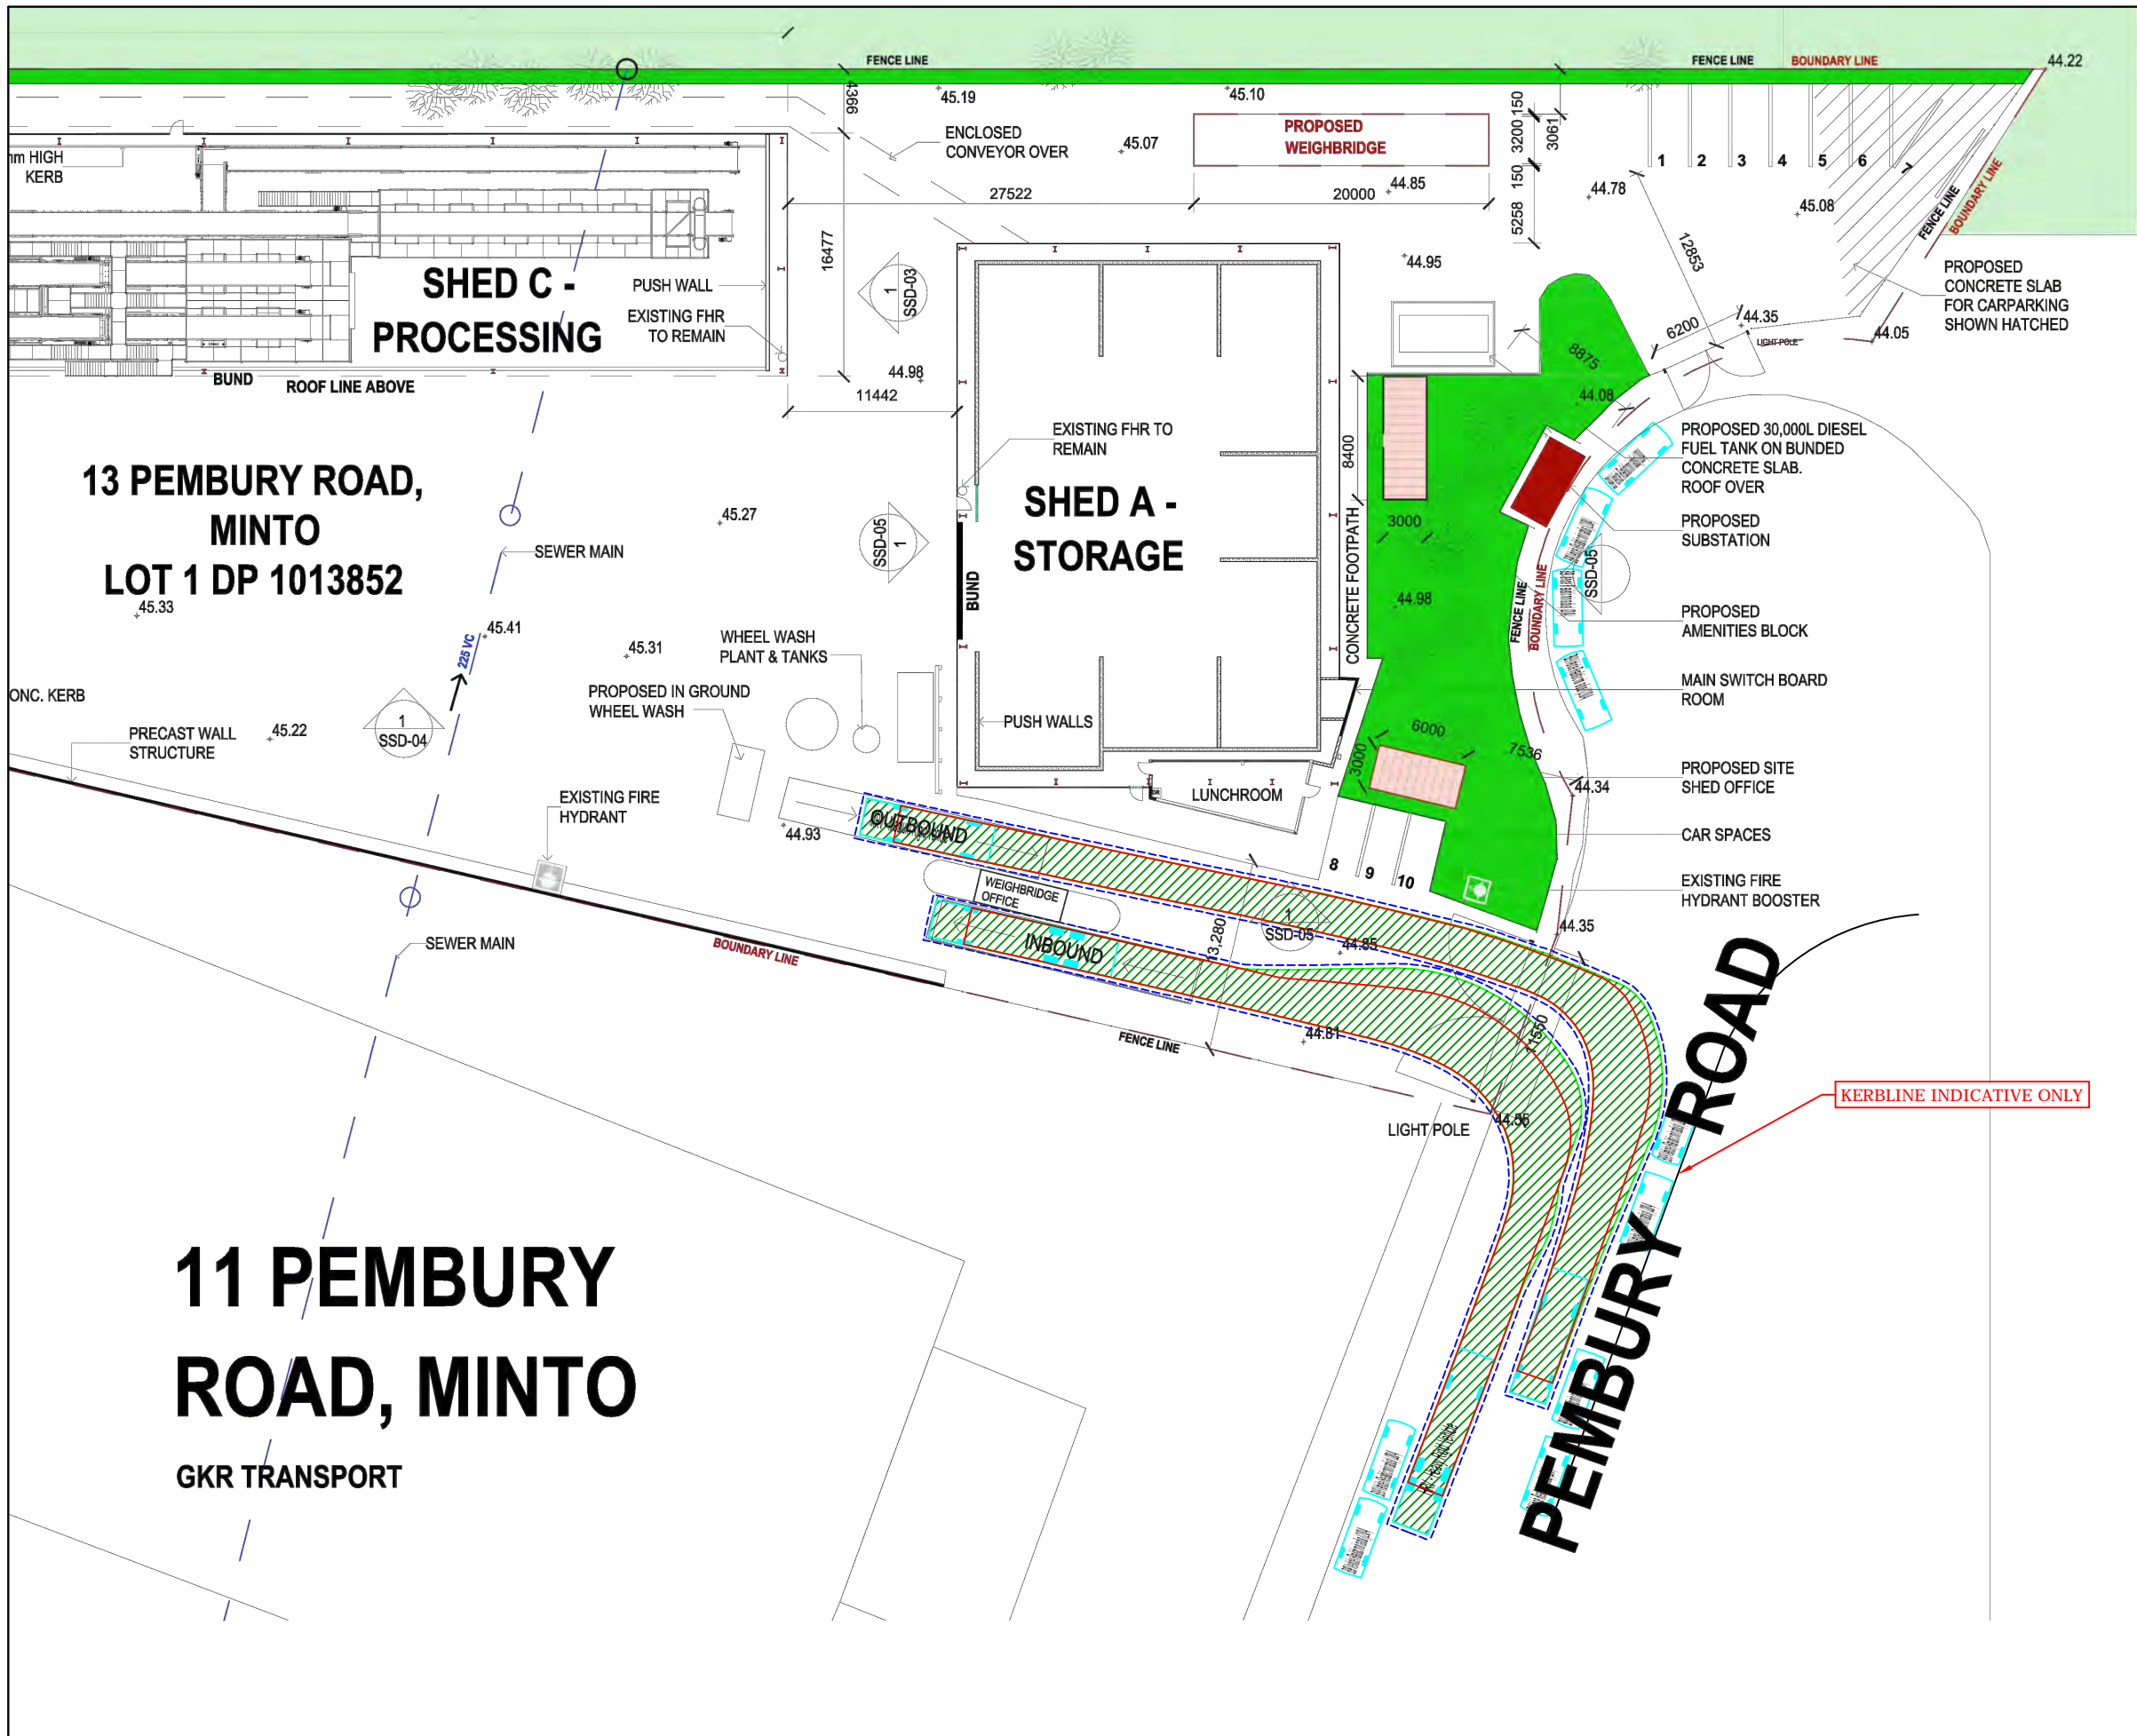 FENCE LINE
FENCE LINE
BOUNDARY LINE
44.22
4366
45.19
45.10
150
3200
3061
150
5258
ENCLOSED
CONVEYOR OVER
45.07
PROPOSED
WEIGHBRIDGE
1
2
3
4
5
6
7
mm HIGH
KERB
27522
20000
44.85
44.78
45.08
FENCE LINE
BOUNDARY LINE
16477
12853
44.95
SHED C -
PROCESSING
PUSH WALL
EXISTING FHR
TO REMAIN
1
SSD-03
PROPOSED
CONCRETE SLAB
FOR CARPARKING
SHOWN HATCHED
6200
44.35
LIGHT POLE
44.05
8875
BUND
ROOF LINE ABOVE
44.98
11442
44.08
EXISTING FHR TO
REMAIN
8400
PROPOSED 30,000L DIESEL
FUEL TANK ON BUNDED
CONCRETE SLAB.
ROOF OVER
13 PEMBURY ROAD,
MINTO
LOT 1 DP 1013852
SHED A -
STORAGE
45.27
SSD-05
1
3000
PROPOSED
SUBSTATION
SEWER MAIN
BUND
CONCRETE FOOTPATH
44.98
FENCE LINE
BOUNDARY LINE
SSD-05
45.33
45.41
225 VC
45.31
WHEEL WASH
PLANT & TANKS
PROPOSED
AMENITIES BLOCK
ONC. KERB
PROPOSED IN GROUND
WHEEL WASH
MAIN SWITCH BOARD
ROOM
PRECAST WALL
STRUCTURE
45.22
1
SSD-04
PUSH WALLS
6000
3000
7536
PROPOSED SITE
SHED OFFICE
44.34
EXISTING FIRE
HYDRANT
LUNCHROOM
OUTBOUND
44.93
CAR SPACES
8
9
10
WEIGHBRIDGE
OFFICE
EXISTING FIRE
HYDRANT BOOSTER
44.35
SEWER MAIN
BOUNDARY LINE
INBOUND
13,280
1
SSD-05
44.85
FENCE LINE
44.81
11550
44.56
LIGHT POLE
KERBLINE INDICATIVE ONLY
PEMBURY ROAD
11 PEMBURY
ROAD, MINTO
GKR TRANSPORT